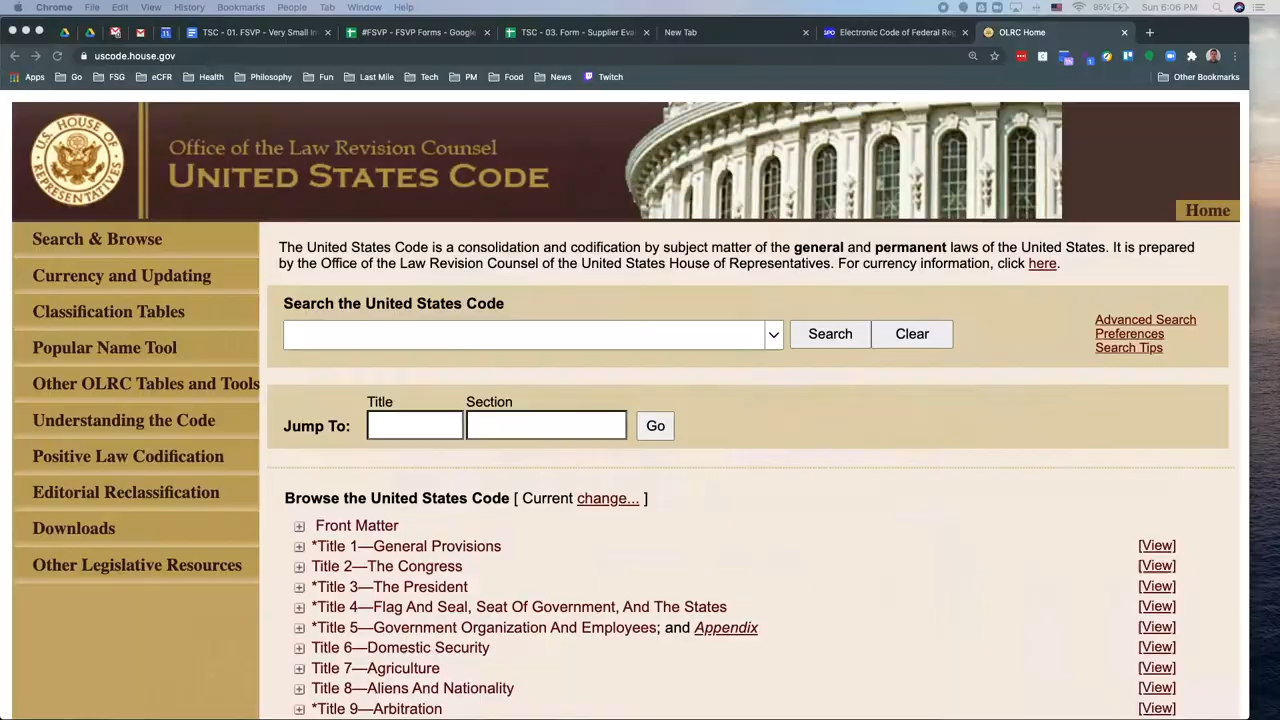 Chrome File Edit View History Bookmarks People Tab Window Help 95% Sun 6:06 PM
TSC - 01. FSVP - Very Small In × #FSVP - FSVP Forms - Google × TSC - 03. Form - Supplier Eva × New Tab × Electronic Code of Federal Reg × OLRC Home ×
uscode.house.gov
Apps Go FSG eCFR Health Philosophy Fun Last Mile Tech PM Food News Twitch Other Bookmarks
U.S. HOUSE OF REPRESENTATIVES
Office of the Law Revision Counsel
UNITED STATES CODE
Home
Search & Browse
Currency and Updating
Classification Tables
Popular Name Tool
Other OLRC Tables and Tools
Understanding the Code
Positive Law Codification
Editorial Reclassification
Downloads
Other Legislative Resources
The United States Code is a consolidation and codification by subject matter of the general and permanent laws of the United States. It is prepared
by the Office of the Law Revision Counsel of the United States House of Representatives. For currency information, click here.
Search the United States Code
Search Clear
Advanced Search
Preferences
Search Tips
Title Section
Jump To: Go
Browse the United States Code [ Current change... ]
Front Matter
*Title 1—General Provisions [View]
Title 2—The Congress [View]
*Title 3—The President [View]
*Title 4—Flag And Seal, Seat Of Government, And The States [View]
*Title 5—Government Organization And Employees; and Appendix [View]
Title 6—Domestic Security [View]
Title 7—Agriculture [View]
Title 8—Aliens And Nationality [View]
*Title 9—Arbitration [View]